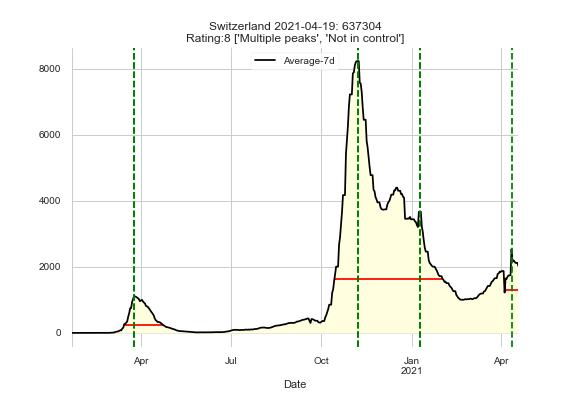 Switzerland 2021-04-19: 637304
Rating:8 ['Multiple peaks', 'Not in control']
Average-7d
8000
6000
4000
2000
0
Apr
Jul
Oct
Jan
2021
Apr
Date